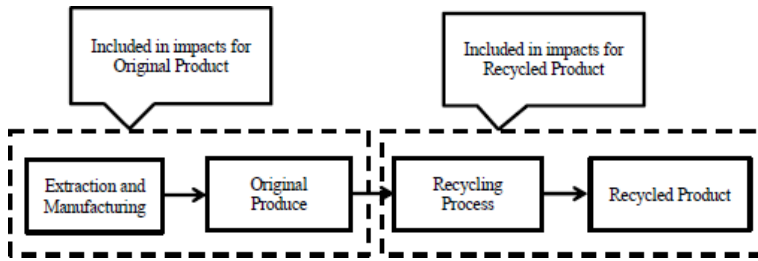 Included in impacts for
Original Product
Included in impacts for
Recycled Product
Extraction and
Manufacturing
Original
Produce
Recycling
Process
Recycled Product